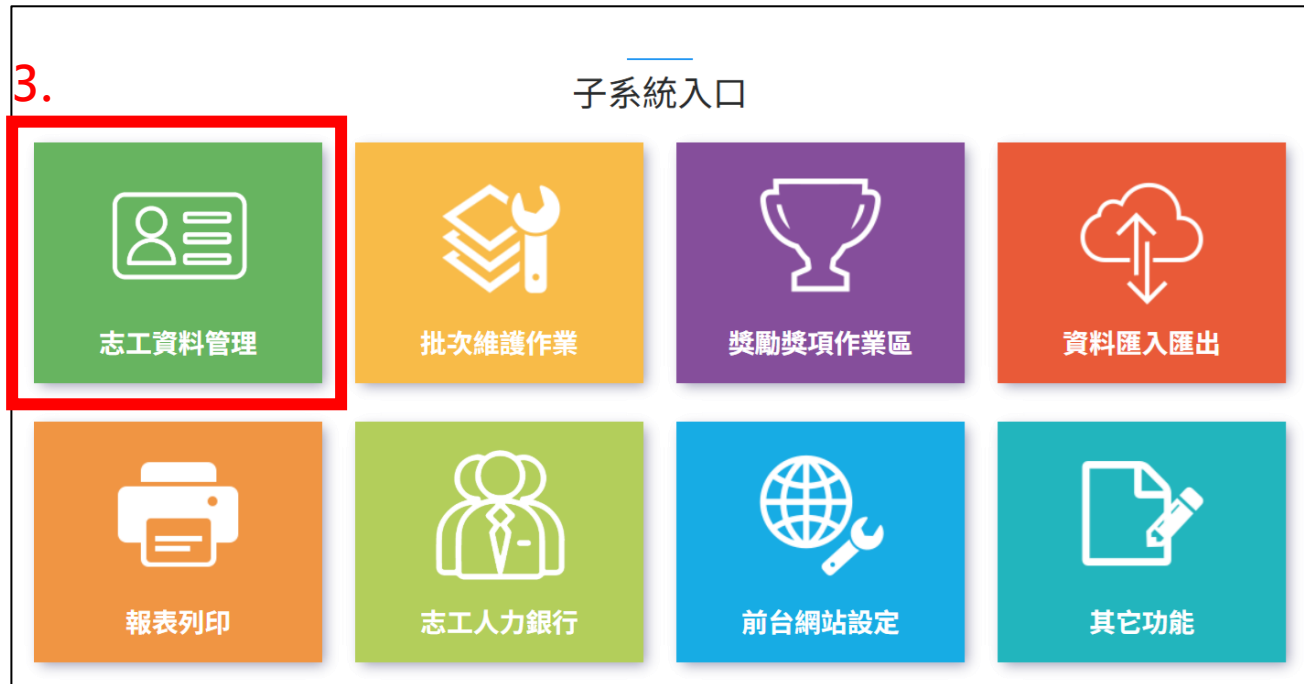 3.
子系統入口
志工資料管理
批次維護作業
獎勵獎項作業區
資料匯入匯出
報表列印
志工人力銀行
前台網站設定
其它功能